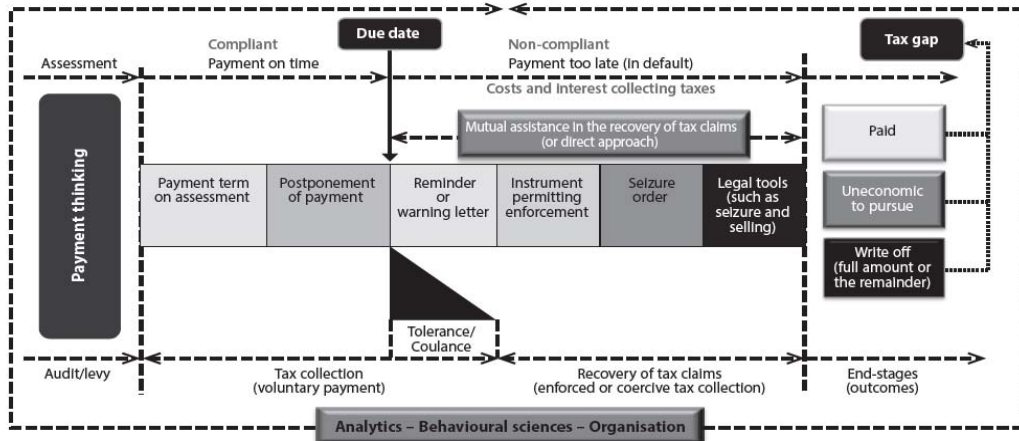 Due date
Tax gap
Compliant
Non-compliant
Assessment
Payment on time
Payment too late (in default)
Costs and interest collecting taxes
Mutual assistance in the recovery of tax claims
(or direct approach)
Payment thinking
Payment term
on assessment
Postponement
of payment
Reminder
or
warning letter
Instrument
permitting
enforcement
Seizure
order
Legal tools
(such as
seizure and
selling)
Paid
Uneconomic
to pursue
Write off
(full amount or
the remainder)
Tolerance/
Coulance
Audit/levy
Tax collection
(voluntary payment)
Recovery of tax claims
(enforced or coercive tax collection)
End-stages
(outcomes)
Analytics – Behavioural sciences – Organisation